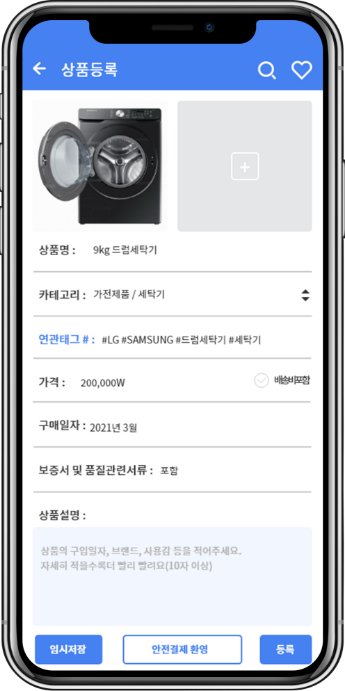 상품등록
상품명 : 9kg 드럼세탁기
카테고리 : 가전제품 / 세탁기
연관태그 # : #LG #SAMSUNG #드럼세탁기 #세탁기
가격 : 200,000W 배송비포함
구매일자 : 2021년 3월
보증서 및 품질관련서류 : 포함
상품설명 :
상품의 구입일자, 브랜드, 사용감 등을 적어주세요.
자세히 적을수록더 빨리 팔려요(10자 이상)
임시저장 안전결제 환영 등록